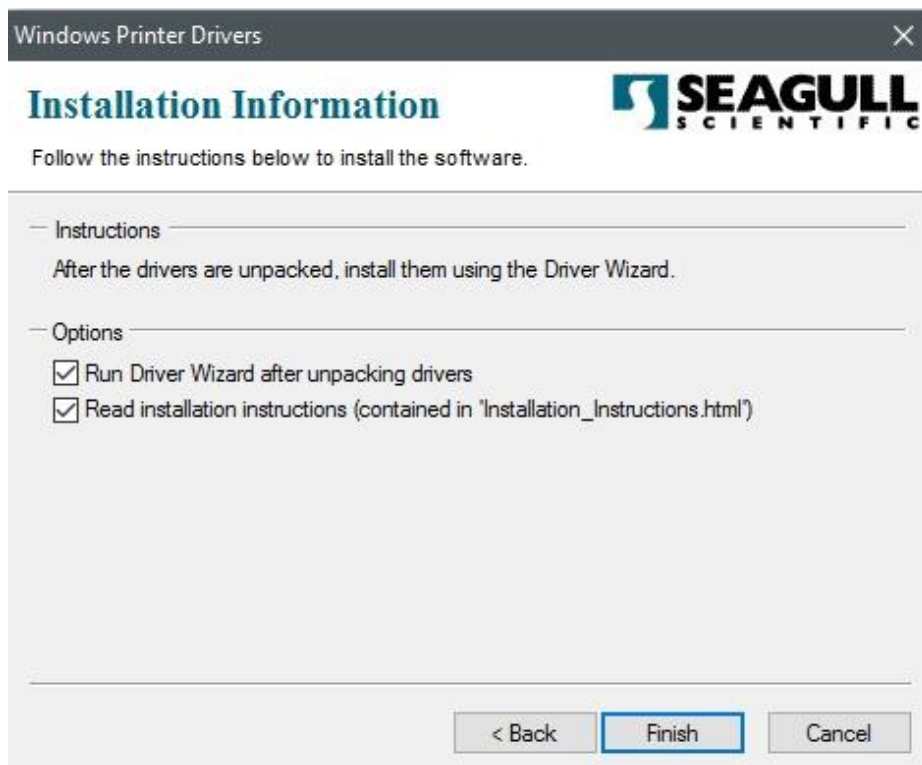 Windows Printer Drivers
Installation Information
SEAGULL
SCIENTIFIC
Follow the instructions below to install the software.
Instructions
After the drivers are unpacked, install them using the Driver Wizard.
Options
Run Driver Wizard after unpacking drivers
Read installation instructions (contained in 'Installation_Instructions.html')
< Back Finish Cancel